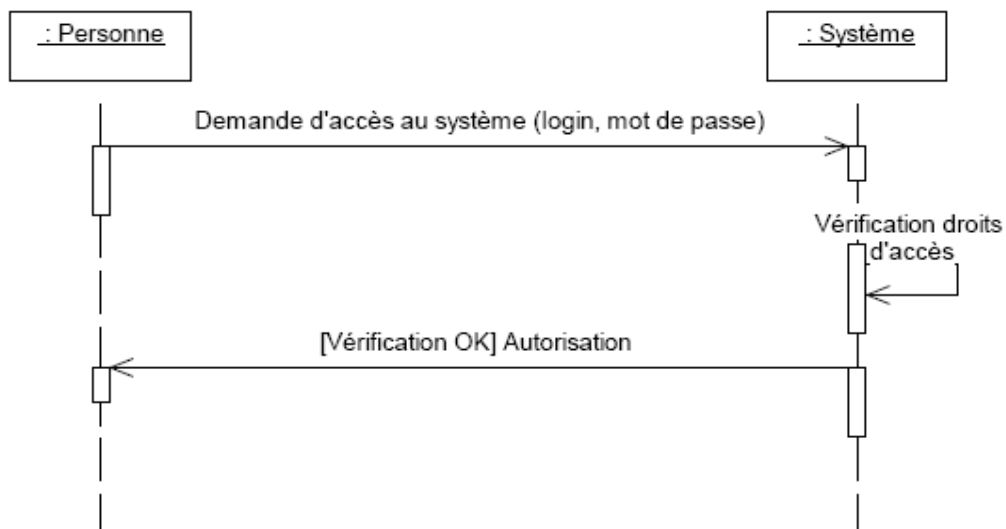 : Personne
: Système
Demande d'accès au système (login, mot de passe)
Vérification droits
d'accès
[Vérification OK] Autorisation